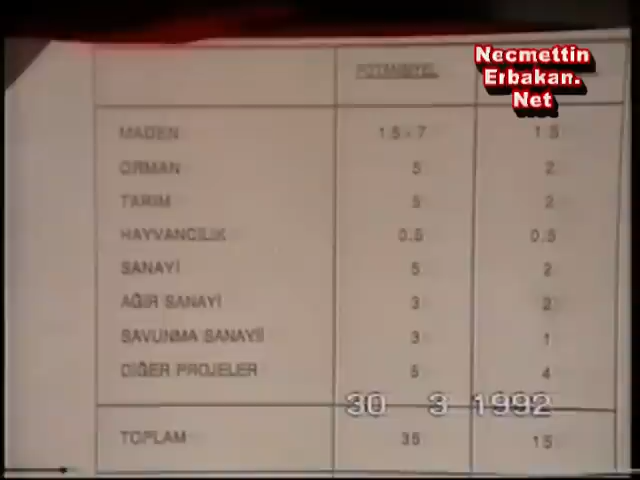 Necmettin
Erbakan.
Net
POTANSİYEL
MADEN 1.5 - 7 1.5
ORMAN 5 2
TARIM 5 2
HAYVANCILIK 0.5 0.5
SANAYİ 5 2
AĞIR SANAYİ 3 2
SAVUNMA SANAYİİ 3 1
DİĞER PROJELER 5 4
30 3 1992
TOPLAM 35 15